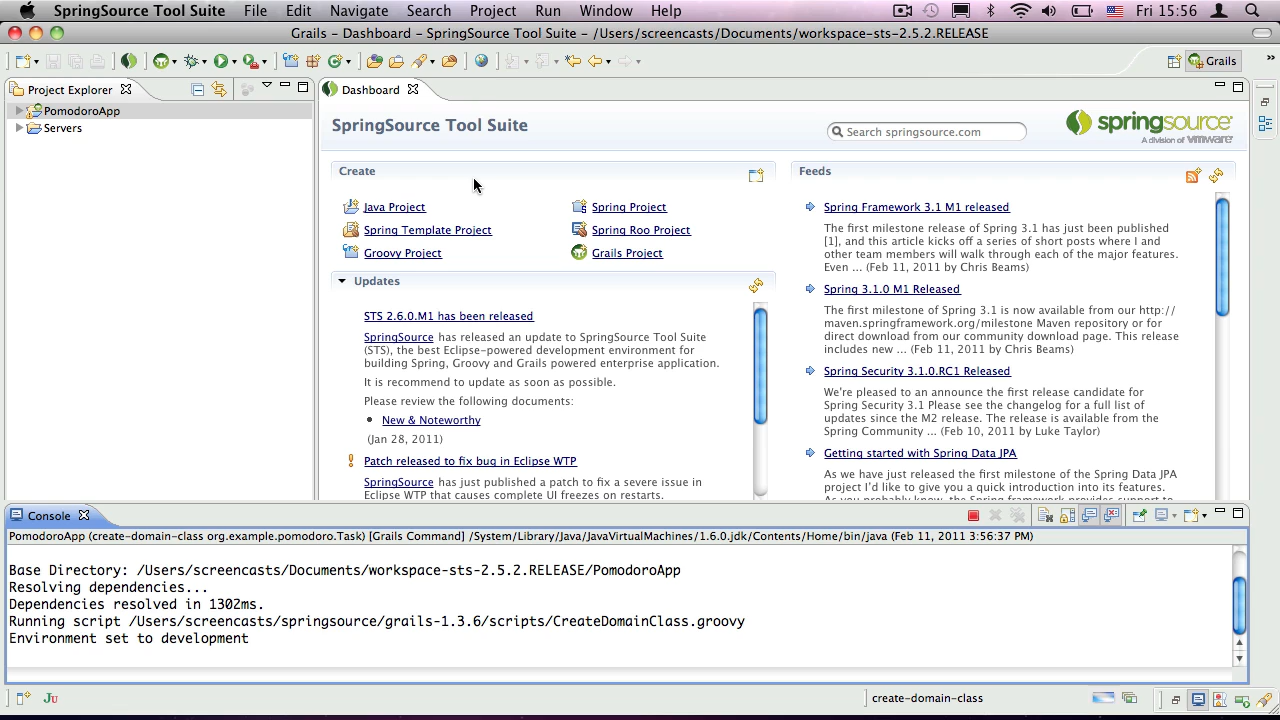 SpringSource Tool Suite File Edit Navigate Search Project Run Window Help Fri 15:56
Grails - Dashboard - SpringSource Tool Suite - /Users/screencasts/Documents/workspace-sts-2.5.2.RELEASE
Grails
Project Explorer
PomodoroApp
Servers
Dashboard
SpringSource Tool Suite
Search springsource.com
springsource
A division of vmware
Create
Java Project
Spring Project
Spring Template Project
Spring Roo Project
Groovy Project
Grails Project
Updates
STS 2.6.0.M1 has been released
SpringSource has released an update to SpringSource Tool Suite
(STS), the best Eclipse-powered development environment for
building Spring, Groovy and Grails powered enterprise application.
It is recommend to update as soon as possible.
Please review the following documents:
New & Noteworthy
(Jan 28, 2011)
Patch released to fix bug in Eclipse WTP
SpringSource has just published a patch to fix a severe issue in
Eclipse WTP that causes complete UI freezes on restarts.
Feeds
Spring Framework 3.1 M1 released
The first milestone release of Spring 3.1 has just been published
[1], and this article kicks off a series of short posts where I and
other team members will walk through each of the major features.
Even ... (Feb 11, 2011 by Chris Beams)
Spring 3.1.0 M1 Released
The first milestone of Spring 3.1 is now available from our http://
maven.springframework.org/milestone Maven repository or for
direct download from our community download page. This release
includes new ... (Feb 11, 2011 by Chris Beams)
Spring Security 3.1.0.RC1 Released
We're pleased to an announce the first release candidate for
Spring Security 3.1 Please see the changelog for a full list of
updates since the M2 release. The release is available from the
Spring Community ... (Feb 10, 2011 by Luke Taylor)
Getting started with Spring Data JPA
As we have just released the first milestone of the Spring Data JPA
project I'd like to give you a quick introduction into its features.
As you probably know, the Spring framework provides support to
Console
PomodoroApp (create-domain-class org.example.pomodoro.Task) [Grails Command] /System/Library/Java/JavaVirtualMachines/1.6.0.jdk/Contents/Home/bin/java (Feb 11, 2011 3:56:37 PM)
Base Directory: /Users/screencasts/Documents/workspace-sts-2.5.2.RELEASE/PomodoroApp
Resolving dependencies...
Dependencies resolved in 1302ms.
Running script /Users/screencasts/springsource/grails-1.3.6/scripts/CreateDomainClass.groovy
Environment set to development
Ju
create-domain-class